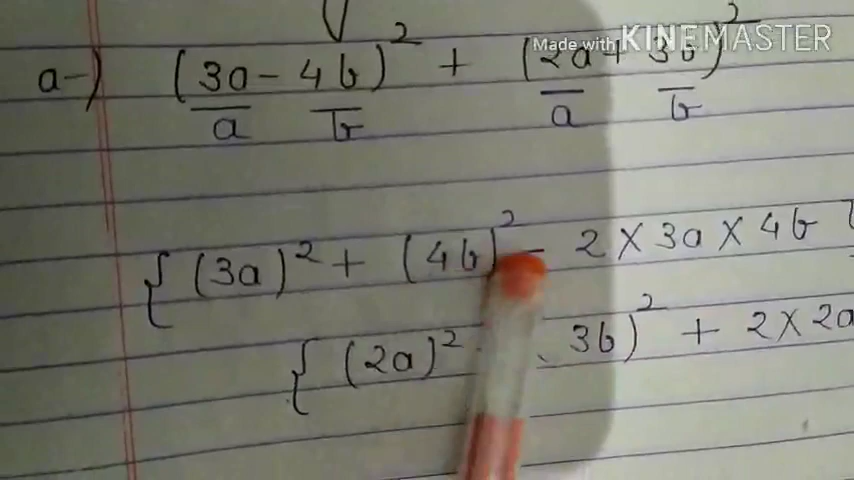 a-) (3a - 4b)² + (2a + 3b)²
a b a b
Made with KINEMASTER
{ (3a)² + (4b)² - 2 × 3a × 4b
{ (2a)² 3b)² + 2 × 2a